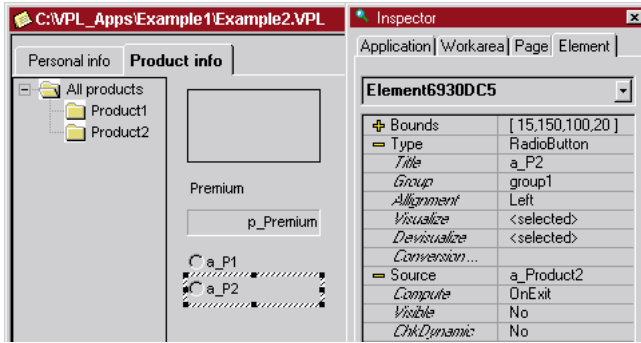 C:\VPL_Apps\Example1\Example2.VPL
Personal info
Product info
All products
Product1
Product2
Premium
p_Premium
a_P1
a_P2
Inspector
Application
Workarea
Page
Element
Element6930DC5
Bounds [15,150,100,20]
Type RadioButton
Title a_P2
Group group1
Allignment Left
Visualize <selected>
Devisualize <selected>
Conversion...
Source a_Product2
Compute OnExit
Visible No
ChkDynamic No